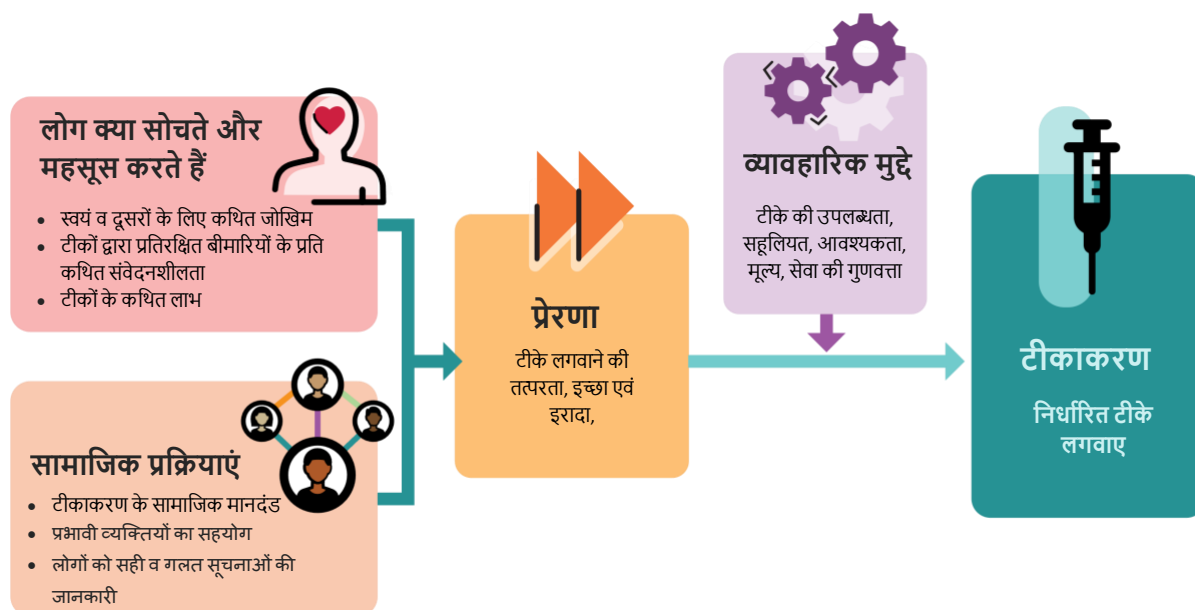 लोग क्या सोचते और
महसूस करते हैं
• स्वयं व दूसरों के लिए कथित जोखिम
• टीकों द्वारा प्रतिरक्षित बीमारियों के प्रति
कथित संवेदनशीलता
• टीकों के कथित लाभ
सामाजिक प्रक्रियाएं
• टीकाकरण के सामाजिक मानदंड
• प्रभावी व्यक्तियों का सहयोग
• लोगों को सही व गलत सूचनाओं की
जानकारी
प्रेरणा
टीके लगवाने की
तत्परता, इच्छा एवं
इरादा,
व्यावहारिक मुद्दे
टीके की उपलब्धता,
सहूलियत, आवश्यकता,
मूल्य, सेवा की गुणवत्ता
टीकाकरण
निर्धारित टीके
लगवाए